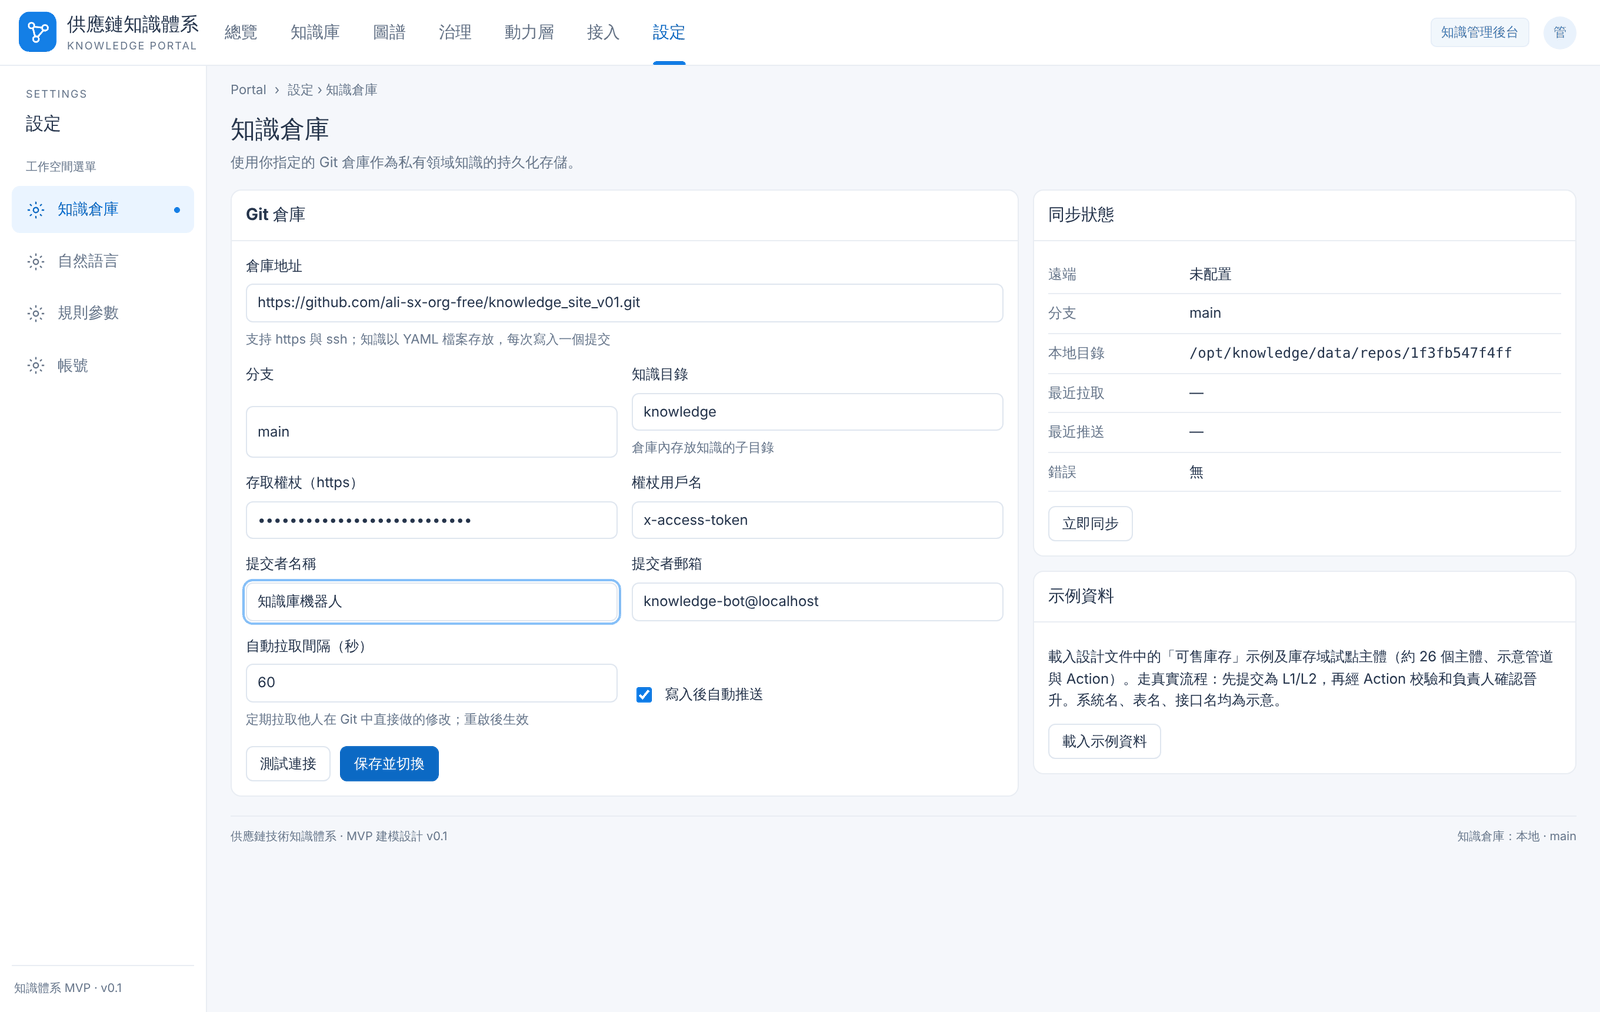 供應鏈知識體系
KNOWLEDGE PORTAL
總覽
知識庫
圖譜
治理
動力層
接入
設定
知識管理後台
管
SETTINGS
設定
工作空間選單
知識倉庫
自然語言
規則參數
帳號
知識體系 MVP · v0.1
Portal › 設定 › 知識倉庫
知識倉庫
使用你指定的 Git 倉庫作為私有領域知識的持久化存儲。
Git 倉庫
倉庫地址
https://github.com/ali-sx-org-free/knowledge_site_v01.git
支持 https 與 ssh；知識以 YAML 檔案存放，每次寫入一個提交
分支
main
知識目錄
knowledge
倉庫內存放知識的子目錄
存取權杖（https）
•••••••••••••••••••••••••••
權杖用戶名
x-access-token
提交者名稱
知識庫機器人
提交者郵箱
knowledge-bot@localhost
自動拉取間隔（秒）
60
定期拉取他人在 Git 中直接做的修改；重啟後生效
寫入後自動推送
測試連接
保存並切換
同步狀態
遠端 未配置
分支 main
本地目錄 /opt/knowledge/data/repos/1f3fb547f4ff
最近拉取 —
最近推送 —
錯誤 無
立即同步
示例資料
載入設計文件中的「可售庫存」示例及庫存域試點主體（約 26 個主體、示意管道
與 Action）。走真實流程：先提交為 L1/L2，再經 Action 校驗和負責人確認晉
升。系統名、表名、接口名均為示意。
載入示例資料
供應鏈技術知識體系 · MVP 建模設計 v0.1
知識倉庫：本地 · main